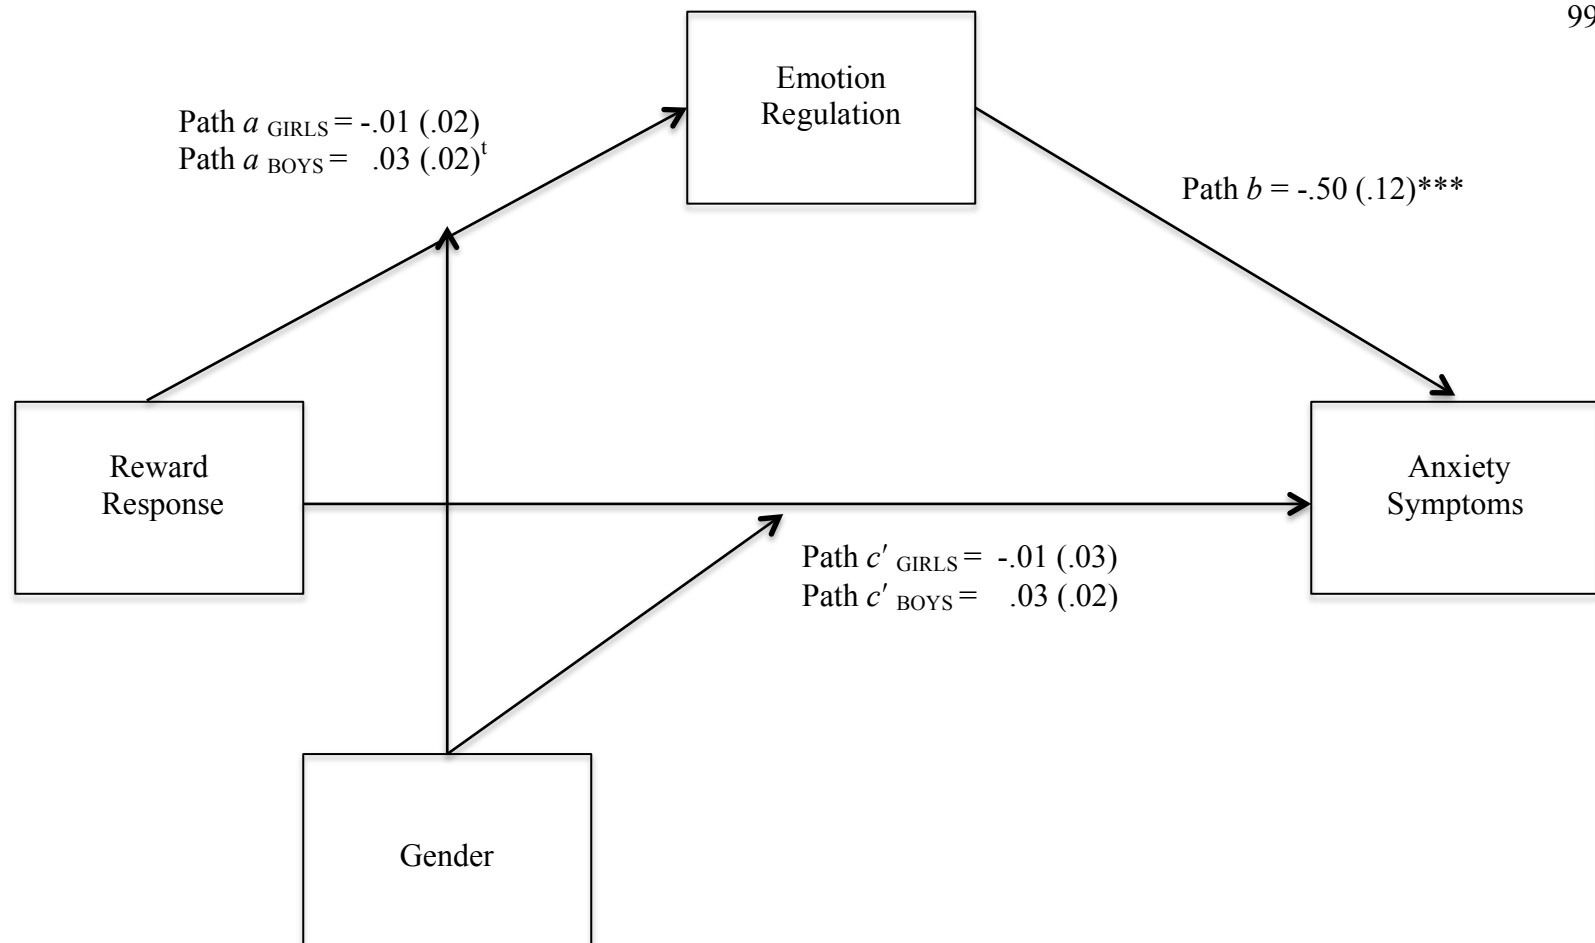 99
Emotion
Regulation
Path a GIRLS = -.01 (.02)
Path a BOYS = .03 (.02)t
Path b = -.50 (.12)***
Reward
Response
Anxiety
Symptoms
Path c′ GIRLS = -.01 (.03)
Path c′ BOYS = .03 (.02)
Gender